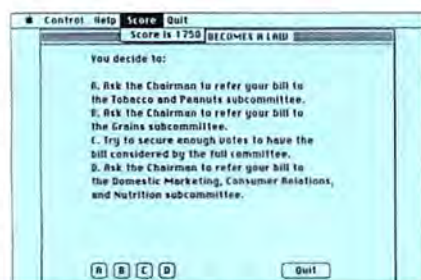 Control Help Score Quit
Score is 1750 BECOMES A LAW
You decide to:
A. Ask the Chairman to refer your bill to
the Tobacco and Peanuts subcommittee.
B. Ask the Chairman to refer your bill to
the Grains subcommittee.
C. Try to secure enough votes to have the
bill considered by the full committee.
D. Ask the Chairman to refer your bill to
the Domestic Marketing, Consumer Relations,
and Nutrition subcommittee.
A B C D Quit